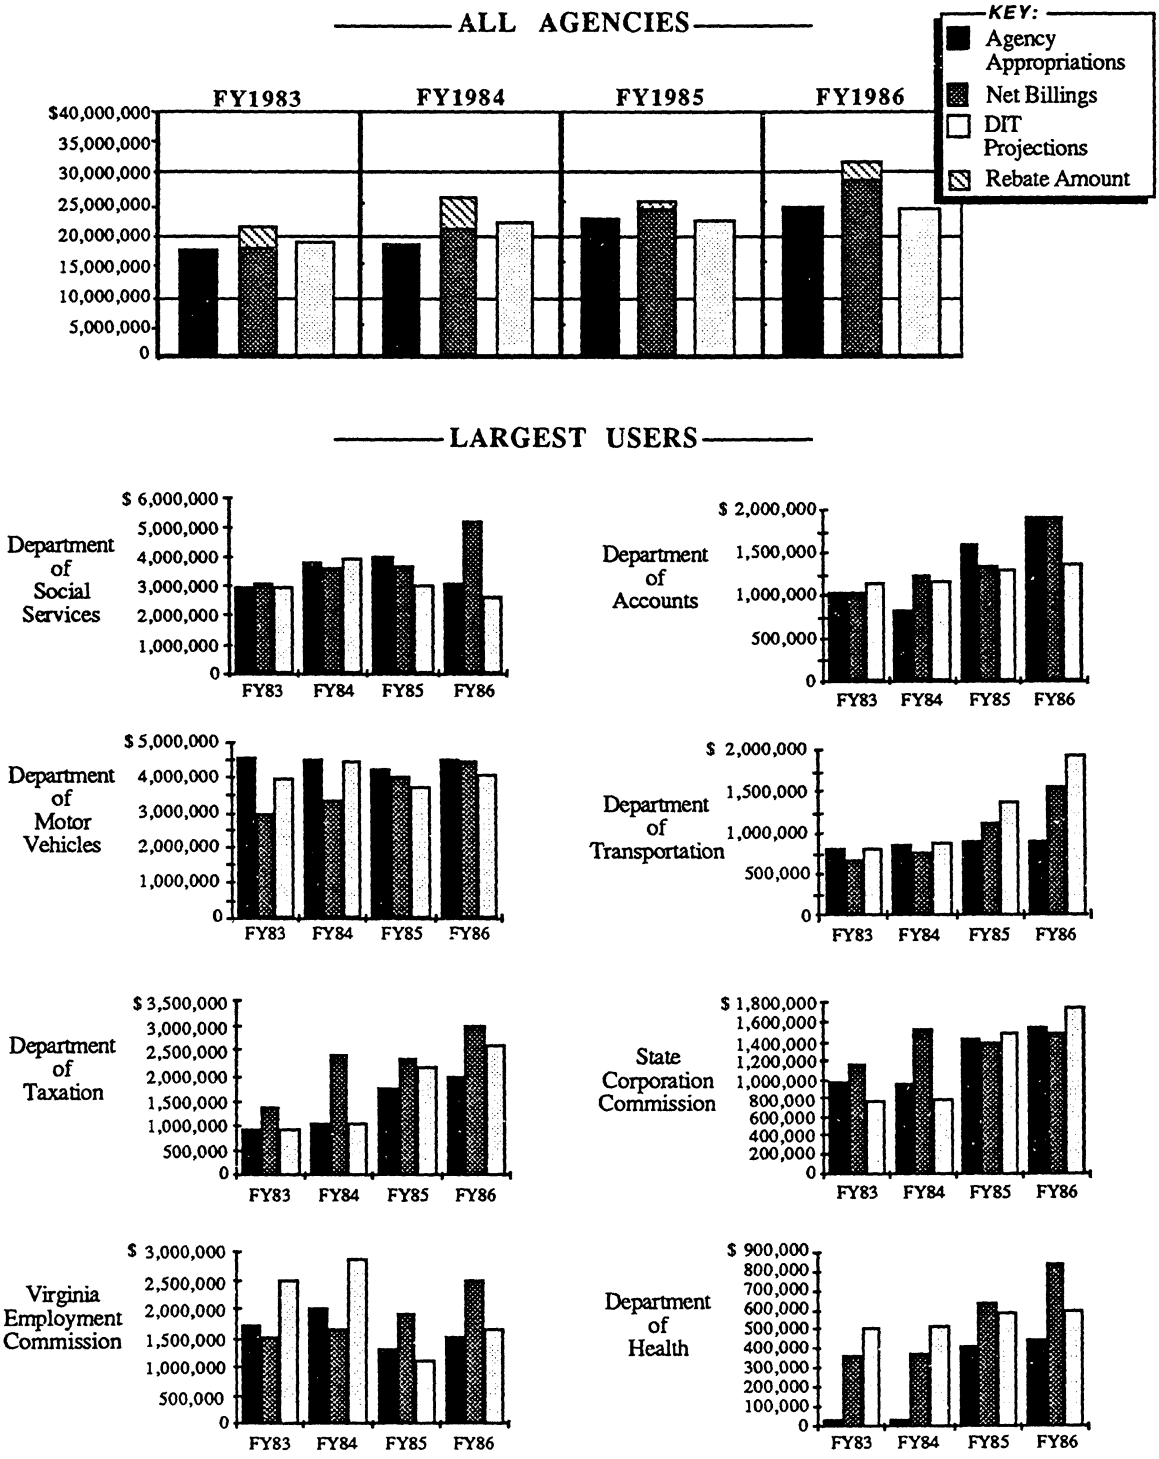 ALL AGENCIES
KEY:
Agency
Appropriations
Net Billings
DIT
Projections
Rebate Amount
FY1983 FY1984 FY1985 FY1986
$40,000,000
35,000,000
30,000,000
25,000,000
20,000,000
15,000,000
10,000,000
5,000,000
0
LARGEST USERS
Department
of
Social
Services
$ 6,000,000
5,000,000
4,000,000
3,000,000
2,000,000
1,000,000
0
FY83 FY84 FY85 FY86
Department
of
Accounts
$ 2,000,000
1,500,000
1,000,000
500,000
0
FY83 FY84 FY85 FY86
Department
of
Motor
Vehicles
$ 5,000,000
4,000,000
3,000,000
2,000,000
1,000,000
0
FY83 FY84 FY85 FY86
Department
of
Transportation
$ 2,000,000
1,500,000
1,000,000
500,000
0
FY83 FY84 FY85 FY86
Department
of
Taxation
$ 3,500,000
3,000,000
2,500,000
2,000,000
1,500,000
1,000,000
500,000
0
FY83 FY84 FY85 FY86
State
Corporation
Commission
$ 1,800,000
1,600,000
1,400,000
1,200,000
1,000,000
800,000
600,000
400,000
200,000
0
FY83 FY84 FY85 FY86
Virginia
Employment
Commission
$ 3,000,000
2,500,000
2,000,000
1,500,000
1,000,000
500,000
0
FY83 FY84 FY85 FY86
Department
of
Health
$ 900,000
800,000
700,000
600,000
500,000
400,000
300,000
200,000
100,000
0
FY83 FY84 FY85 FY86